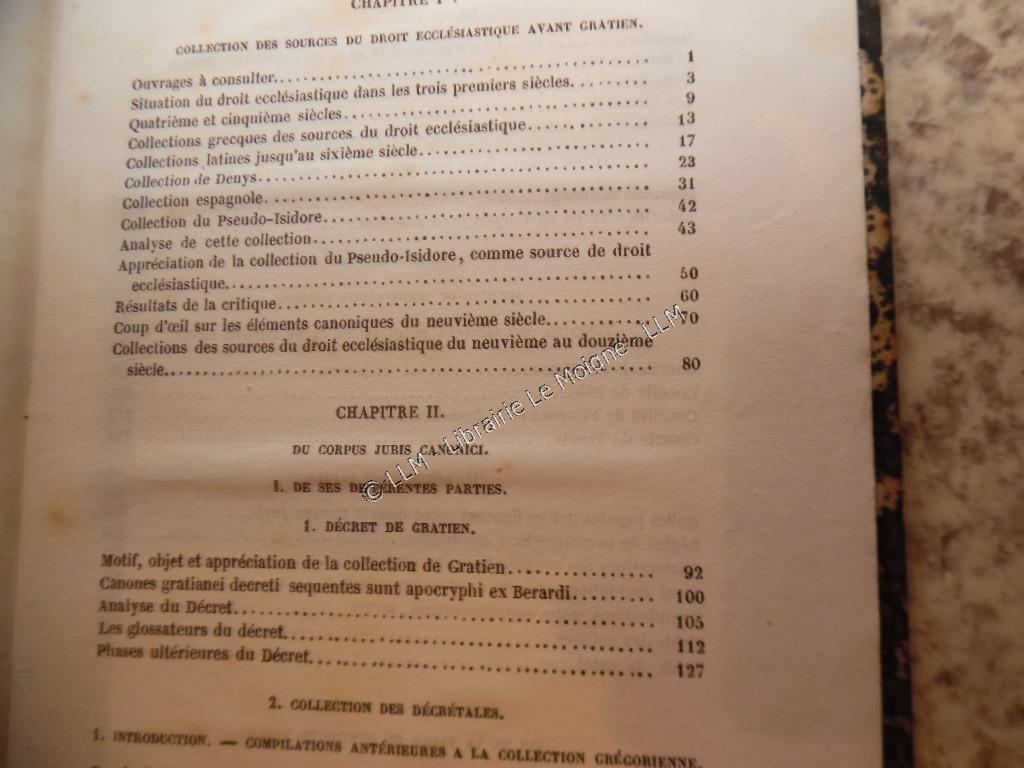 CHAPITRE I
COLLECTION DES SOURCES DU DROIT ECCLÉSIASTIQUE AVANT GRATIEN.
Ouvrages à consulter. 1
Situation du droit ecclésiastique dans les trois premiers siècles. 3
Quatrième et cinquième siècles. 9
Collections grecques des sources du droit ecclésiastique. 13
Collections latines jusqu'au sixième siècle. 17
Collection de Denys. 23
Collection espagnole. 31
Collection du Pseudo-Isidore. 42
Analyse de cette collection. 43
Appréciation de la collection du Pseudo-Isidore, comme source de droit
ecclésiastique. 50
Résultats de la critique. 60
Coup d'œil sur les éléments canoniques du neuvième siècle. 70
Collections des sources du droit ecclésiastique du neuvième au douzième
siècle. 80
CHAPITRE II.
DU CORPUS JURIS CANONICI.
I. DE SES DIFFÉRENTES PARTIES.
1. DÉCRET DE GRATIEN.
Motif, objet et appréciation de la collection de Gratien. 92
Canones gratianei decreti sequentes sunt apocryphi ex Berardi. 100
Analyse du Décret. 105
Les glossateurs du décret. 112
Phases ultérieures du Décret. 127
2. COLLECTION DES DÉCRÉTALES.
1. INTRODUCTION. — COMPILATIONS ANTÉRIEURES A LA COLLECTION GRÉGORIENNE.
© LLM - Librairie Le Moigne - LLM